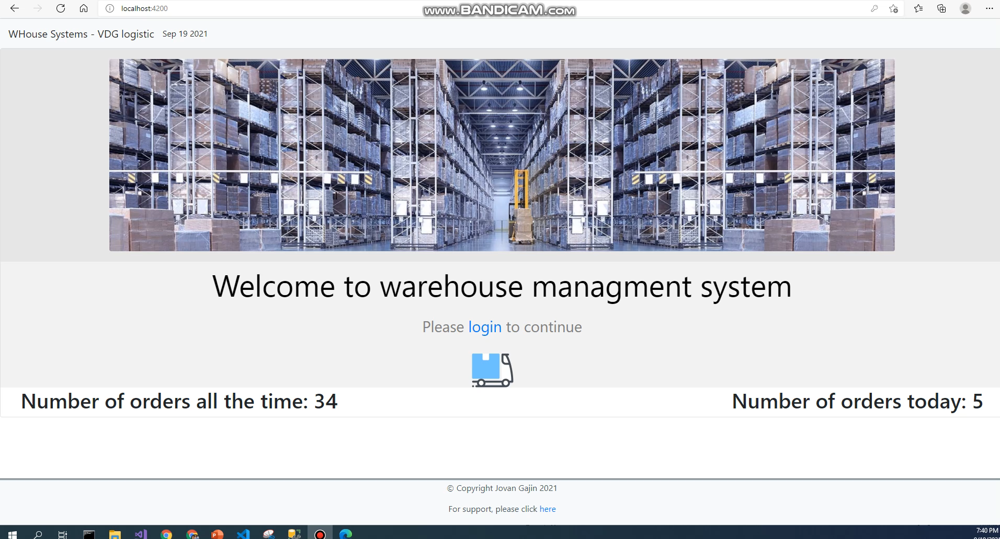 localhost:4200
www.BANDICAM.com
WHouse Systems - VDG logistic Sep 19 2021
Welcome to warehouse managment system
Please login to continue
Number of orders all the time: 34
Number of orders today: 5
© Copyright Jovan Gajin 2021
For support, please click here
7:40 PM